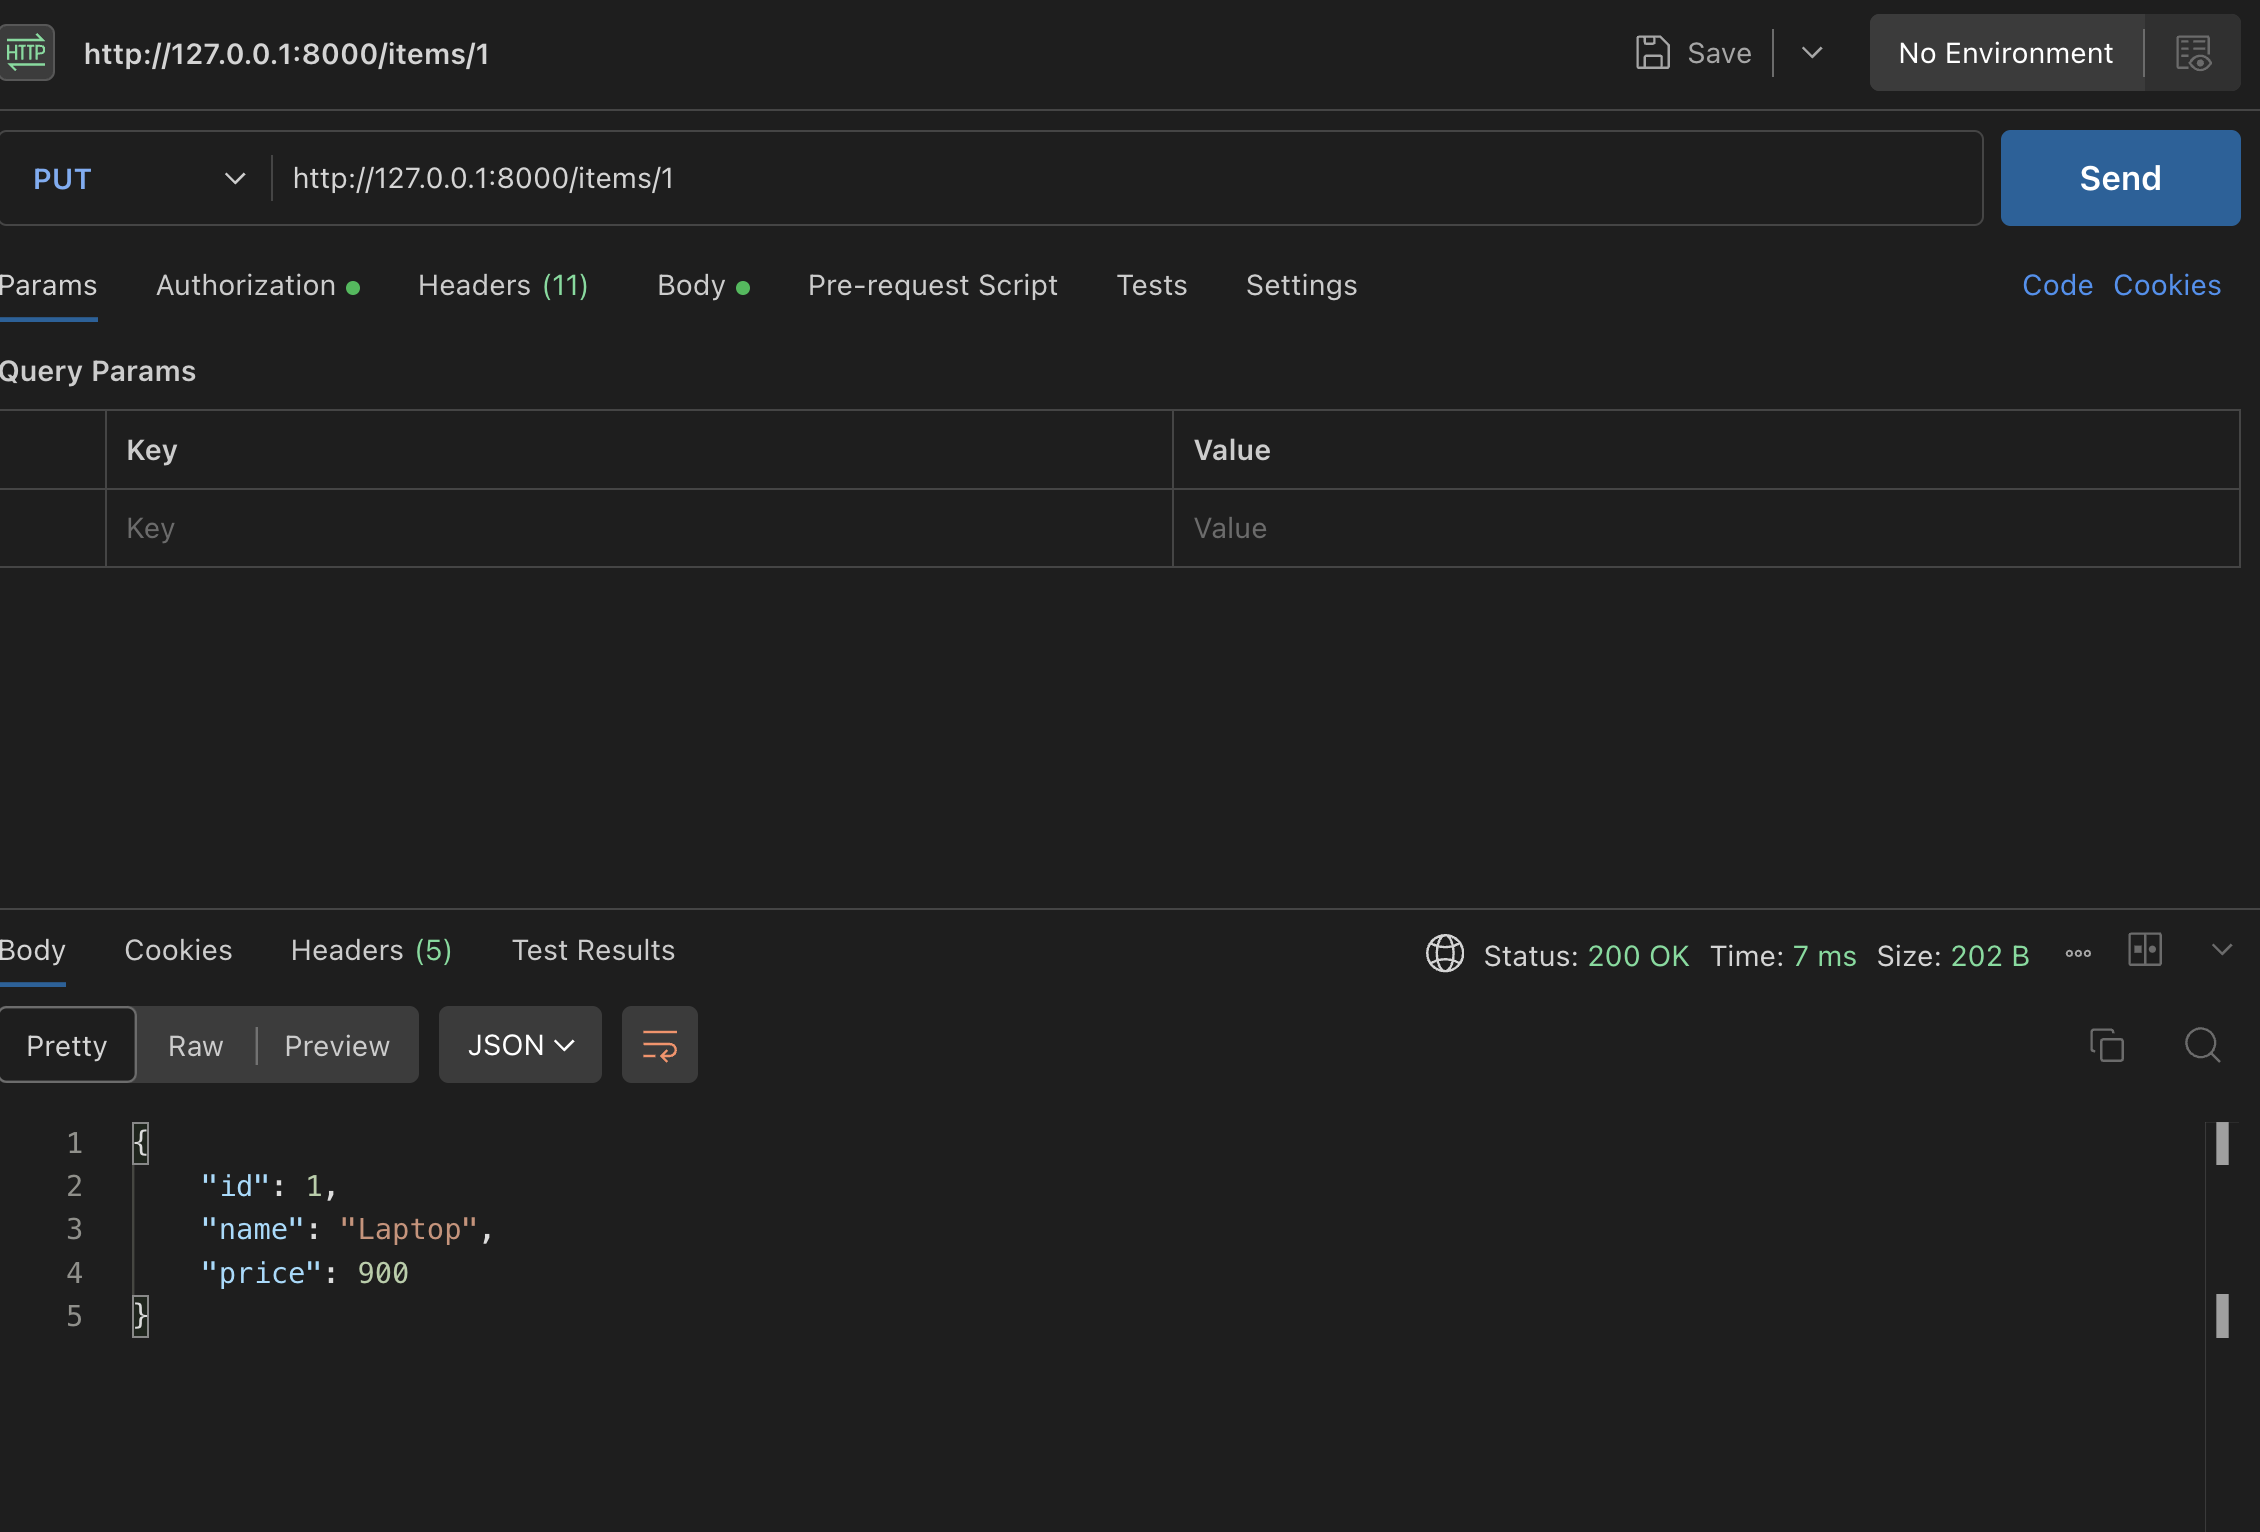 HTTP http://127.0.0.1:8000/items/1 Save No Environment
PUT http://127.0.0.1:8000/items/1 Send
Params Authorization Headers (11) Body Pre-request Script Tests Settings Code Cookies
Query Params
Key Value
Key Value
Body Cookies Headers (5) Test Results Status: 200 OK Time: 7 ms Size: 202 B
Pretty Raw Preview JSON
1 {
2 "id": 1,
3 "name": "Laptop",
4 "price": 900
5 }